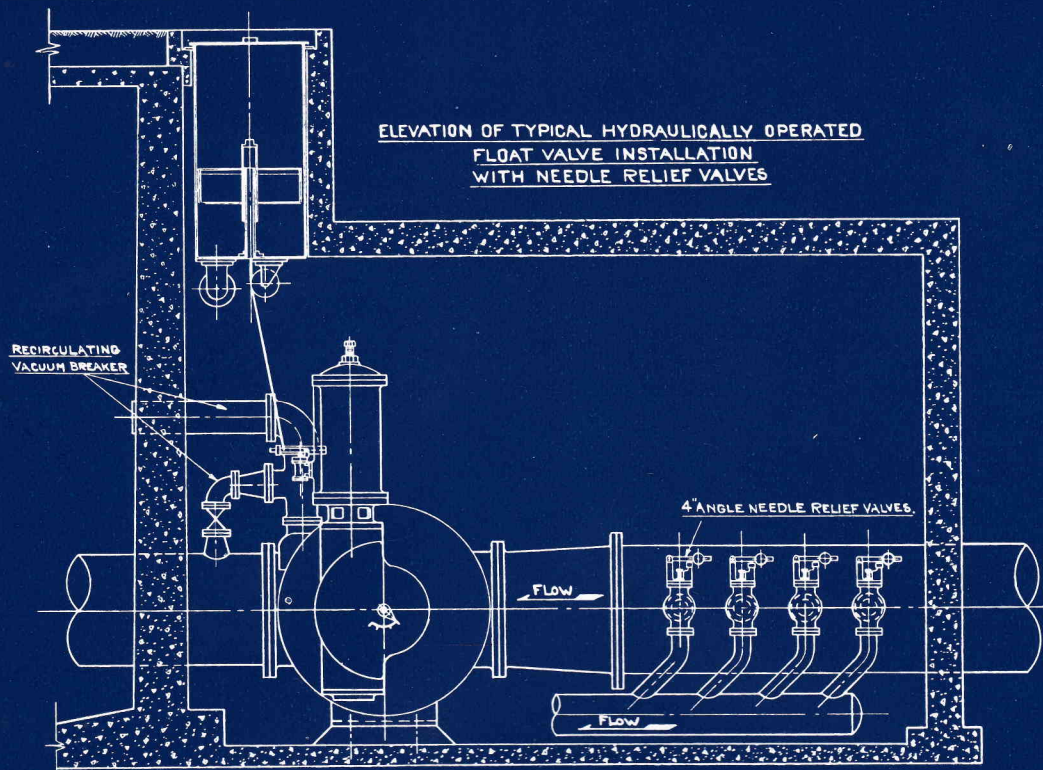 ELEVATION OF TYPICAL HYDRAULICALLY OPERATED
FLOAT VALVE INSTALLATION
WITH NEEDLE RELIEF VALVES
RECIRCULATING
VACUUM BREAKER
4" ANGLE NEEDLE RELIEF VALVES.
FLOW
FLOW